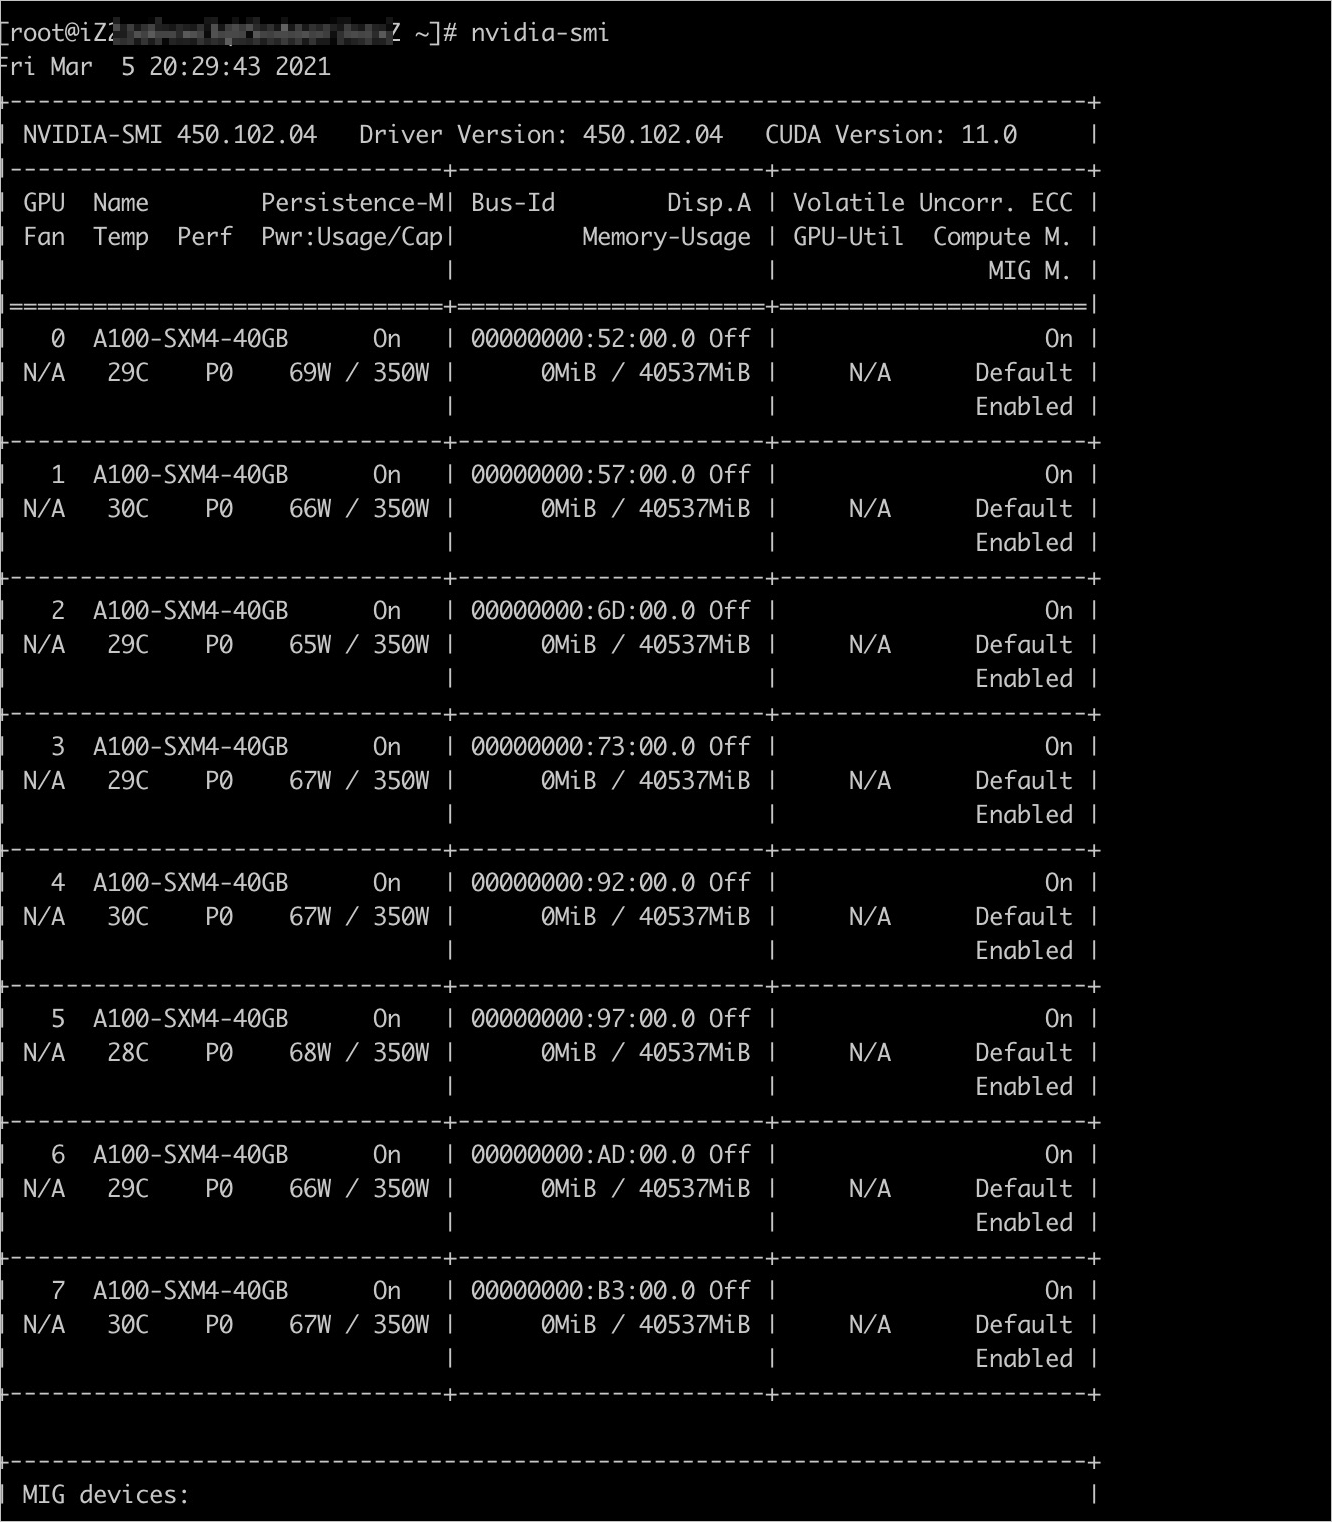 [root@iZ2 Z ~]# nvidia-smi
Fri Mar  5 20:29:43 2021
+-----------------------------------------------------------------------------+
| NVIDIA-SMI 450.102.04   Driver Version: 450.102.04   CUDA Version: 11.0     |
|-------------------------------+----------------------+----------------------+
| GPU  Name        Persistence-M| Bus-Id        Disp.A | Volatile Uncorr. ECC |
| Fan  Temp  Perf  Pwr:Usage/Cap|         Memory-Usage | GPU-Util  Compute M. |
|                               |                      |               MIG M. |
|===============================+======================+======================|
|   0  A100-SXM4-40GB      On   | 00000000:52:00.0 Off |                   On |
| N/A   29C    P0    69W / 350W |      0MiB / 40537MiB |     N/A      Default |
|                               |                      |              Enabled |
+-------------------------------+----------------------+----------------------+
|   1  A100-SXM4-40GB      On   | 00000000:57:00.0 Off |                   On |
| N/A   30C    P0    66W / 350W |      0MiB / 40537MiB |     N/A      Default |
|                               |                      |              Enabled |
+-------------------------------+----------------------+----------------------+
|   2  A100-SXM4-40GB      On   | 00000000:6D:00.0 Off |                   On |
| N/A   29C    P0    65W / 350W |      0MiB / 40537MiB |     N/A      Default |
|                               |                      |              Enabled |
+-------------------------------+----------------------+----------------------+
|   3  A100-SXM4-40GB      On   | 00000000:73:00.0 Off |                   On |
| N/A   29C    P0    67W / 350W |      0MiB / 40537MiB |     N/A      Default |
|                               |                      |              Enabled |
+-------------------------------+----------------------+----------------------+
|   4  A100-SXM4-40GB      On   | 00000000:92:00.0 Off |                   On |
| N/A   30C    P0    67W / 350W |      0MiB / 40537MiB |     N/A      Default |
|                               |                      |              Enabled |
+-------------------------------+----------------------+----------------------+
|   5  A100-SXM4-40GB      On   | 00000000:97:00.0 Off |                   On |
| N/A   28C    P0    68W / 350W |      0MiB / 40537MiB |     N/A      Default |
|                               |                      |              Enabled |
+-------------------------------+----------------------+----------------------+
|   6  A100-SXM4-40GB      On   | 00000000:AD:00.0 Off |                   On |
| N/A   29C    P0    66W / 350W |      0MiB / 40537MiB |     N/A      Default |
|                               |                      |              Enabled |
+-------------------------------+----------------------+----------------------+
|   7  A100-SXM4-40GB      On   | 00000000:B3:00.0 Off |                   On |
| N/A   30C    P0    67W / 350W |      0MiB / 40537MiB |     N/A      Default |
|                               |                      |              Enabled |
+-------------------------------+----------------------+----------------------+
+-----------------------------------------------------------------------------+
| MIG devices:                                                                |